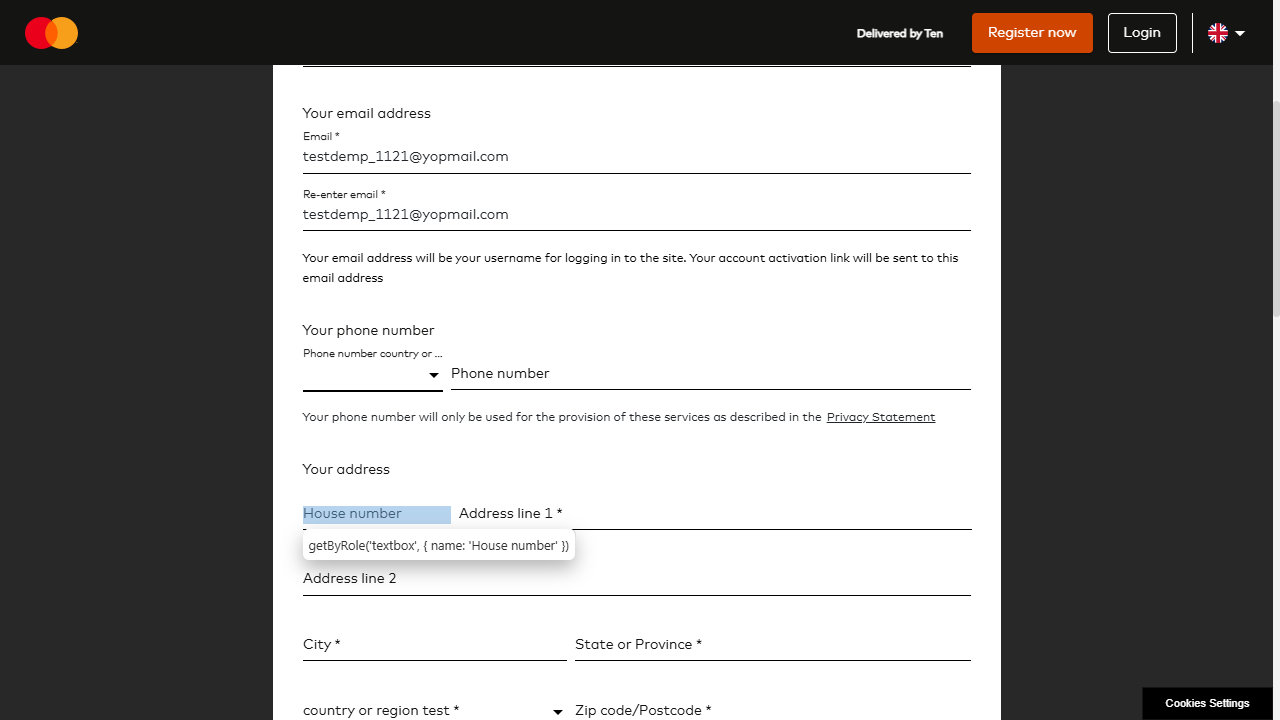 Delivered by Ten
Register now
Login
Your email address
Email *
testdemp_1121@yopmail.com
Re-enter email *
testdemp_1121@yopmail.com
Your email address will be your username for logging in to the site. Your account activation link will be sent to this
email address
Your phone number
Phone number country or ...
Phone number
Your phone number will only be used for the provision of these services as described in the Privacy Statement
Your address
House number
Address line 1 *
getByRole('textbox', { name: 'House number' })
Address line 2
City *
State or Province *
country or region test *
Zip code/Postcode *
Cookies Settings